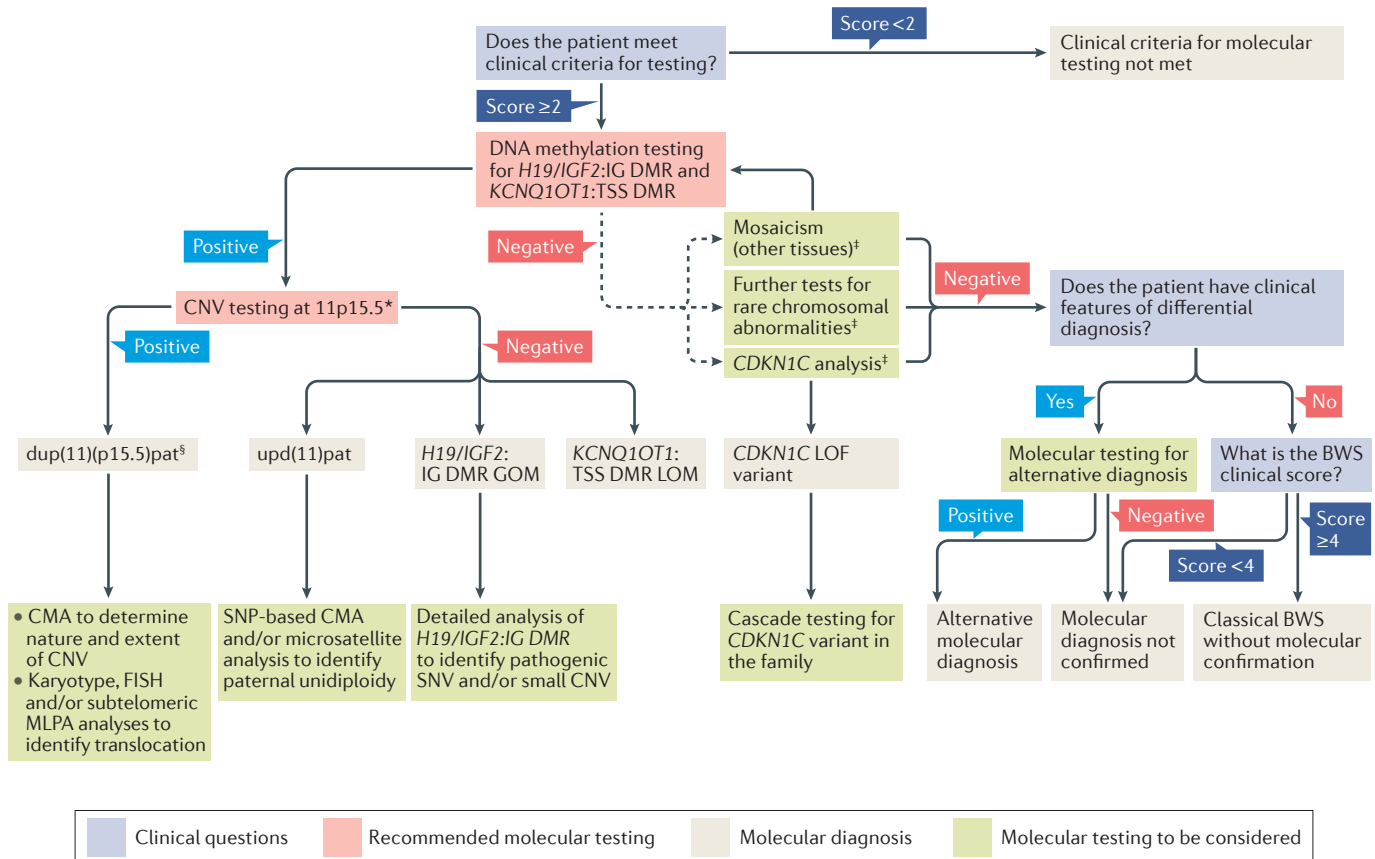 Score <2
Does the patient meet
clinical criteria for testing?
Clinical criteria for molecular
testing not met
Score ≥2
DNA methylation testing
for H19/IGF2:IG DMR and
KCNQ1OT1:TSS DMR
Positive
Negative
Mosaicism
(other tissues)‡
Further tests for
rare chromosomal
abnormalities‡
CDKN1C analysis‡
Negative
Does the patient have clinical
features of differential
diagnosis?
CNV testing at 11p15.5*
Positive
Negative
Yes
No
dup(11)(p15.5)pat§
upd(11)pat
H19/IGF2:
IG DMR GOM
KCNQ1OT1:
TSS DMR LOM
CDKN1C LOF
variant
Molecular testing for
alternative diagnosis
What is the BWS
clinical score?
Positive
Negative
Score
≥4
Score <4
• CMA to determine
nature and extent
of CNV
• Karyotype, FISH
and/or subtelomeric
MLPA analyses to
identify translocation
SNP-based CMA
and/or microsatellite
analysis to identify
paternal unidiploidy
Detailed analysis of
H19/IGF2:IG DMR
to identify pathogenic
SNV and/or small CNV
Cascade testing for
CDKN1C variant in
the family
Alternative
molecular
diagnosis
Molecular
diagnosis not
confirmed
Classical BWS
without molecular
confirmation
Clinical questions
Recommended molecular testing
Molecular diagnosis
Molecular testing to be considered